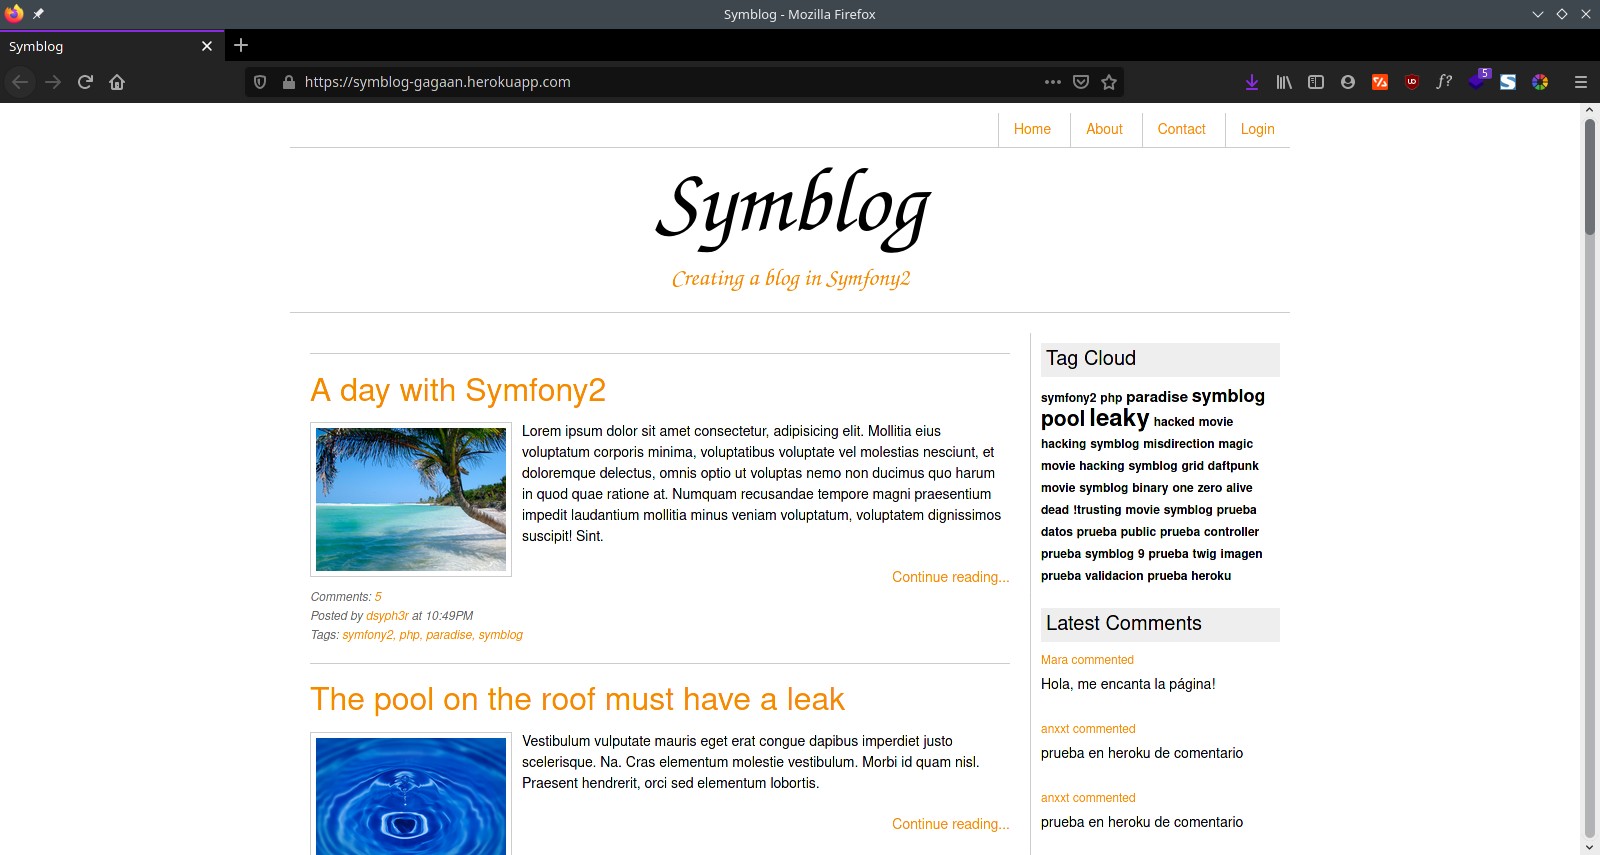 Symblog - Mozilla Firefox
Symblog
https://symblog-gagaan.herokuapp.com
5
Home
About
Contact
Login
Symblog
Creating a blog in Symfony2
A day with Symfony2
Lorem ipsum dolor sit amet consectetur, adipisicing elit. Mollitia eius
voluptatum corporis minima, voluptatibus voluptate vel molestias nesciunt, et
doloremque delectus, omnis optio ut voluptas nemo non ducimus quo harum
in quod quae ratione at. Numquam recusandae tempore magni praesentium
impedit laudantium mollitia minus veniam voluptatum, voluptatem dignissimos
suscipit! Sint.
Continue reading...
Comments: 5
Posted by dsyph3r at 10:49PM
Tags: symfony2, php, paradise, symblog
The pool on the roof must have a leak
Vestibulum vulputate mauris eget erat congue dapibus imperdiet justo
scelerisque. Na. Cras elementum molestie vestibulum. Morbi id quam nisl.
Praesent hendrerit, orci sed elementum lobortis.
Continue reading...
Tag Cloud
symfony2 php paradise symblog
pool leaky hacked movie
hacking symblog misdirection magic
movie hacking symblog grid daftpunk
movie symblog binary one zero alive
dead !trusting movie symblog prueba
datos prueba public prueba controller
prueba symblog 9 prueba twig imagen
prueba validacion prueba heroku
Latest Comments
Mara commented
Hola, me encanta la página!
anxxt commented
prueba en heroku de comentario
anxxt commented
prueba en heroku de comentario